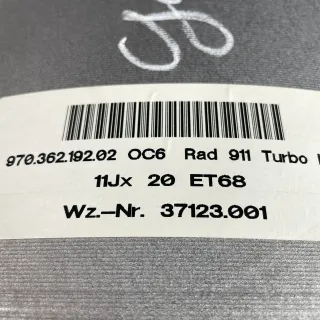 970.362.192.02 OC6 Rad 911 Turbo
11Jx 20 ET68
Wz.-Nr. 37123.001